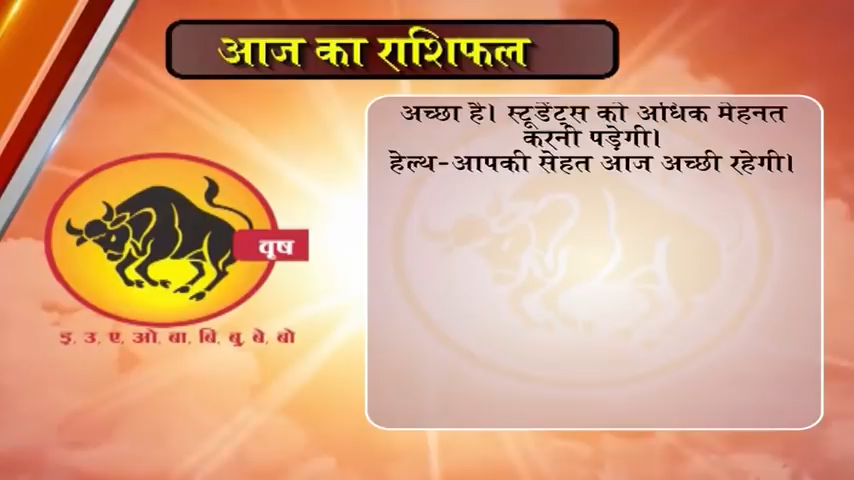 आज का राशिफल
अच्छा है। स्टूडेंट्स को अधिक मेहनत
करनी पड़ेगी।
हेल्थ-आपकी सेहत आज अच्छी रहेगी।
वृष
इ, उ, ए, ओ, बा, बि, बु, बे, बो